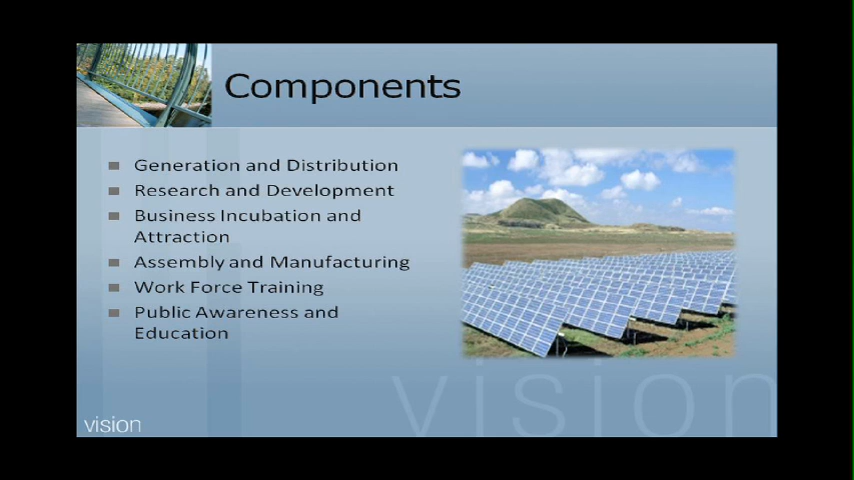 Components
Generation and Distribution
Research and Development
Business Incubation and
Attraction
Assembly and Manufacturing
Work Force Training
Public Awareness and
Education
vision
vision